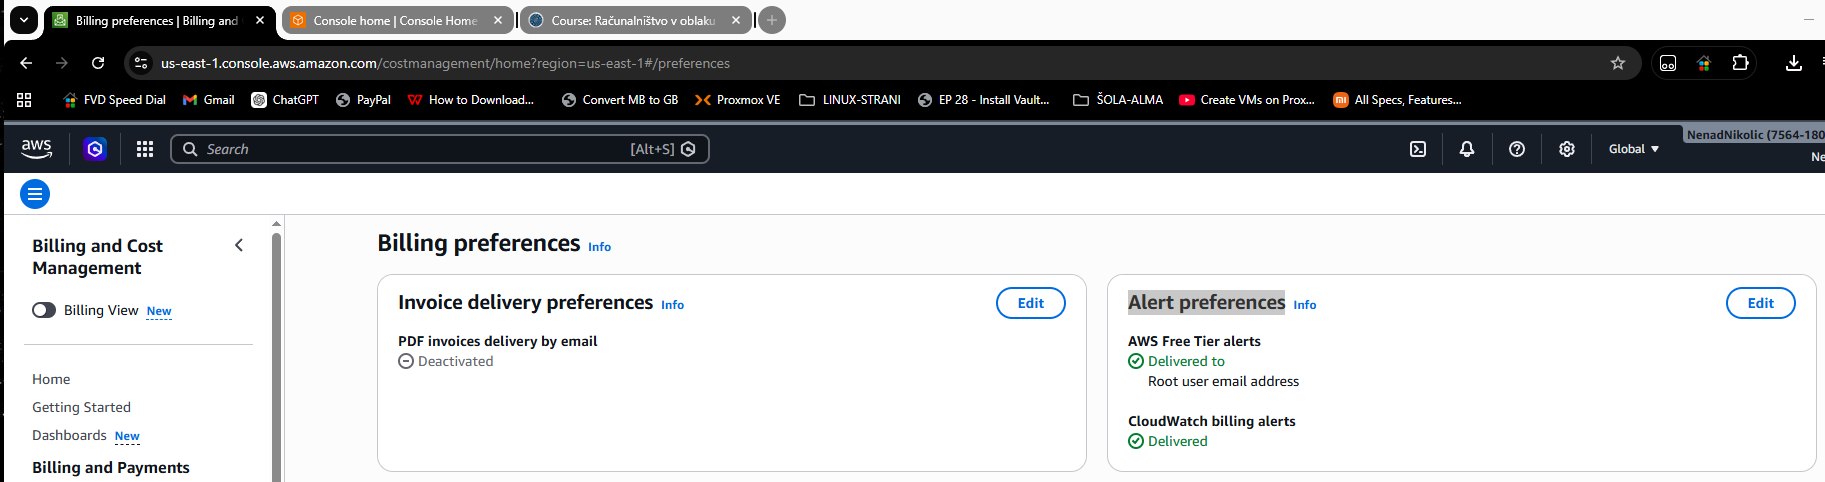 Billing preferences | Billing and
Console home | Console Home
Course: Računalništvo v oblaku
us-east-1.console.aws.amazon.com/costmanagement/home?region=us-east-1#/preferences
FVD Speed Dial
Gmail
ChatGPT
PayPal
How to Download...
Convert MB to GB
Proxmox VE
LINUX-STRANI
EP 28 - Install Vault...
ŠOLA-ALMA
Create VMs on Prox...
All Specs, Features...
aws
Search
[Alt+S]
Global
NenadNikolic (7564-180
Ne
Billing and Cost
Management
Billing View New
Home
Getting Started
Dashboards New
Billing and Payments
Billing preferences Info
Invoice delivery preferences Info
Edit
PDF invoices delivery by email
Deactivated
Alert preferences Info
Edit
AWS Free Tier alerts
Delivered to
Root user email address
CloudWatch billing alerts
Delivered